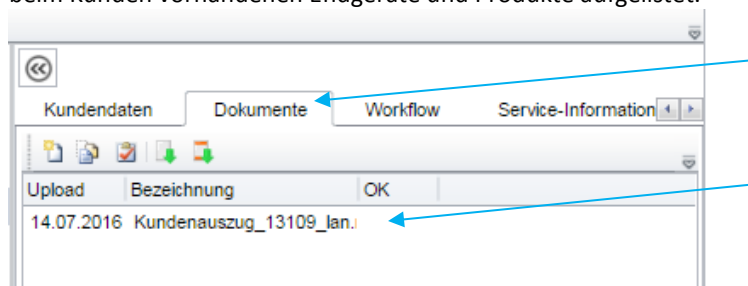 beim Kunden vorhandenen Endgeräte und Produkte aufgelistet.
Kundendaten Dokumente Workflow Service-Information
Upload Bezeichnung OK
14.07.2016 Kundenauszug_13109_lan.